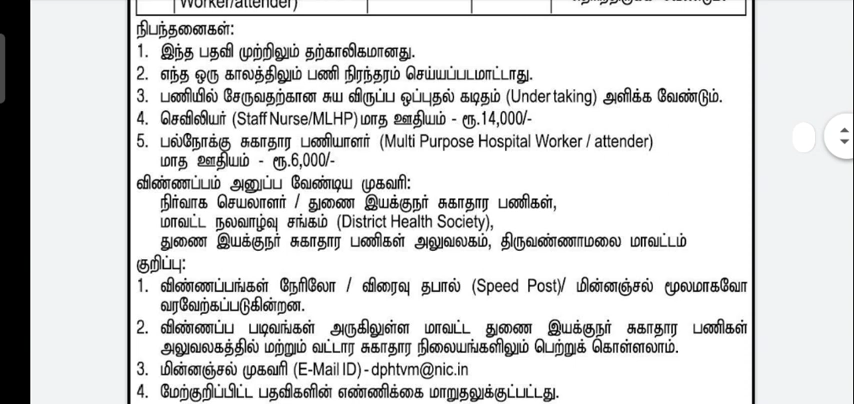 Worker/attender)
நிபந்தனைகள்:
1. இந்த பதவி முற்றிலும் தற்காலிகமானது.
2. எந்த ஒரு காலத்திலும் பணி நிரந்தரம் செய்யப்படமாட்டாது.
3. பணியில் சேருவதற்கான சுய விருப்ப ஒப்புதல் கடிதம் (Under taking) அளிக்க வேண்டும்.
4. செவிலியர் (Staff Nurse/MLHP) மாத ஊதியம் - ரூ.14,000/-
5. பல்நோக்கு சுகாதார பணியாளர் (Multi Purpose Hospital Worker / attender)
மாத ஊதியம் - ரூ.6,000/-
விண்ணப்பம் அனுப்ப வேண்டிய முகவரி:
நிர்வாக செயலாளர் / துணை இயக்குநர் சுகாதார பணிகள்,
மாவட்ட நலவாழ்வு சங்கம் (District Health Society),
துணை இயக்குநர் சுகாதார பணிகள் அலுவலகம், திருவண்ணாமலை மாவட்டம்
குறிப்பு:
1. விண்ணப்பங்கள் நேரிலோ / விரைவு தபால் (Speed Post)/ மின்னஞ்சல் மூலமாகவோ
வரவேற்கப்படுகின்றன.
2. விண்ணப்ப படிவங்கள் அருகிலுள்ள மாவட்ட துணை இயக்குநர் சுகாதார பணிகள்
அலுவலகத்தில் மற்றும் வட்டார சுகாதார நிலையங்களிலும் பெற்றுக் கொள்ளலாம்.
3. மின்னஞ்சல் முகவரி (E-Mail ID) - dphtvm@nic.in
4. மேற்குறிப்பிட்ட பதவிகளின் எண்ணிக்கை மாறுதலுக்குட்பட்டது.